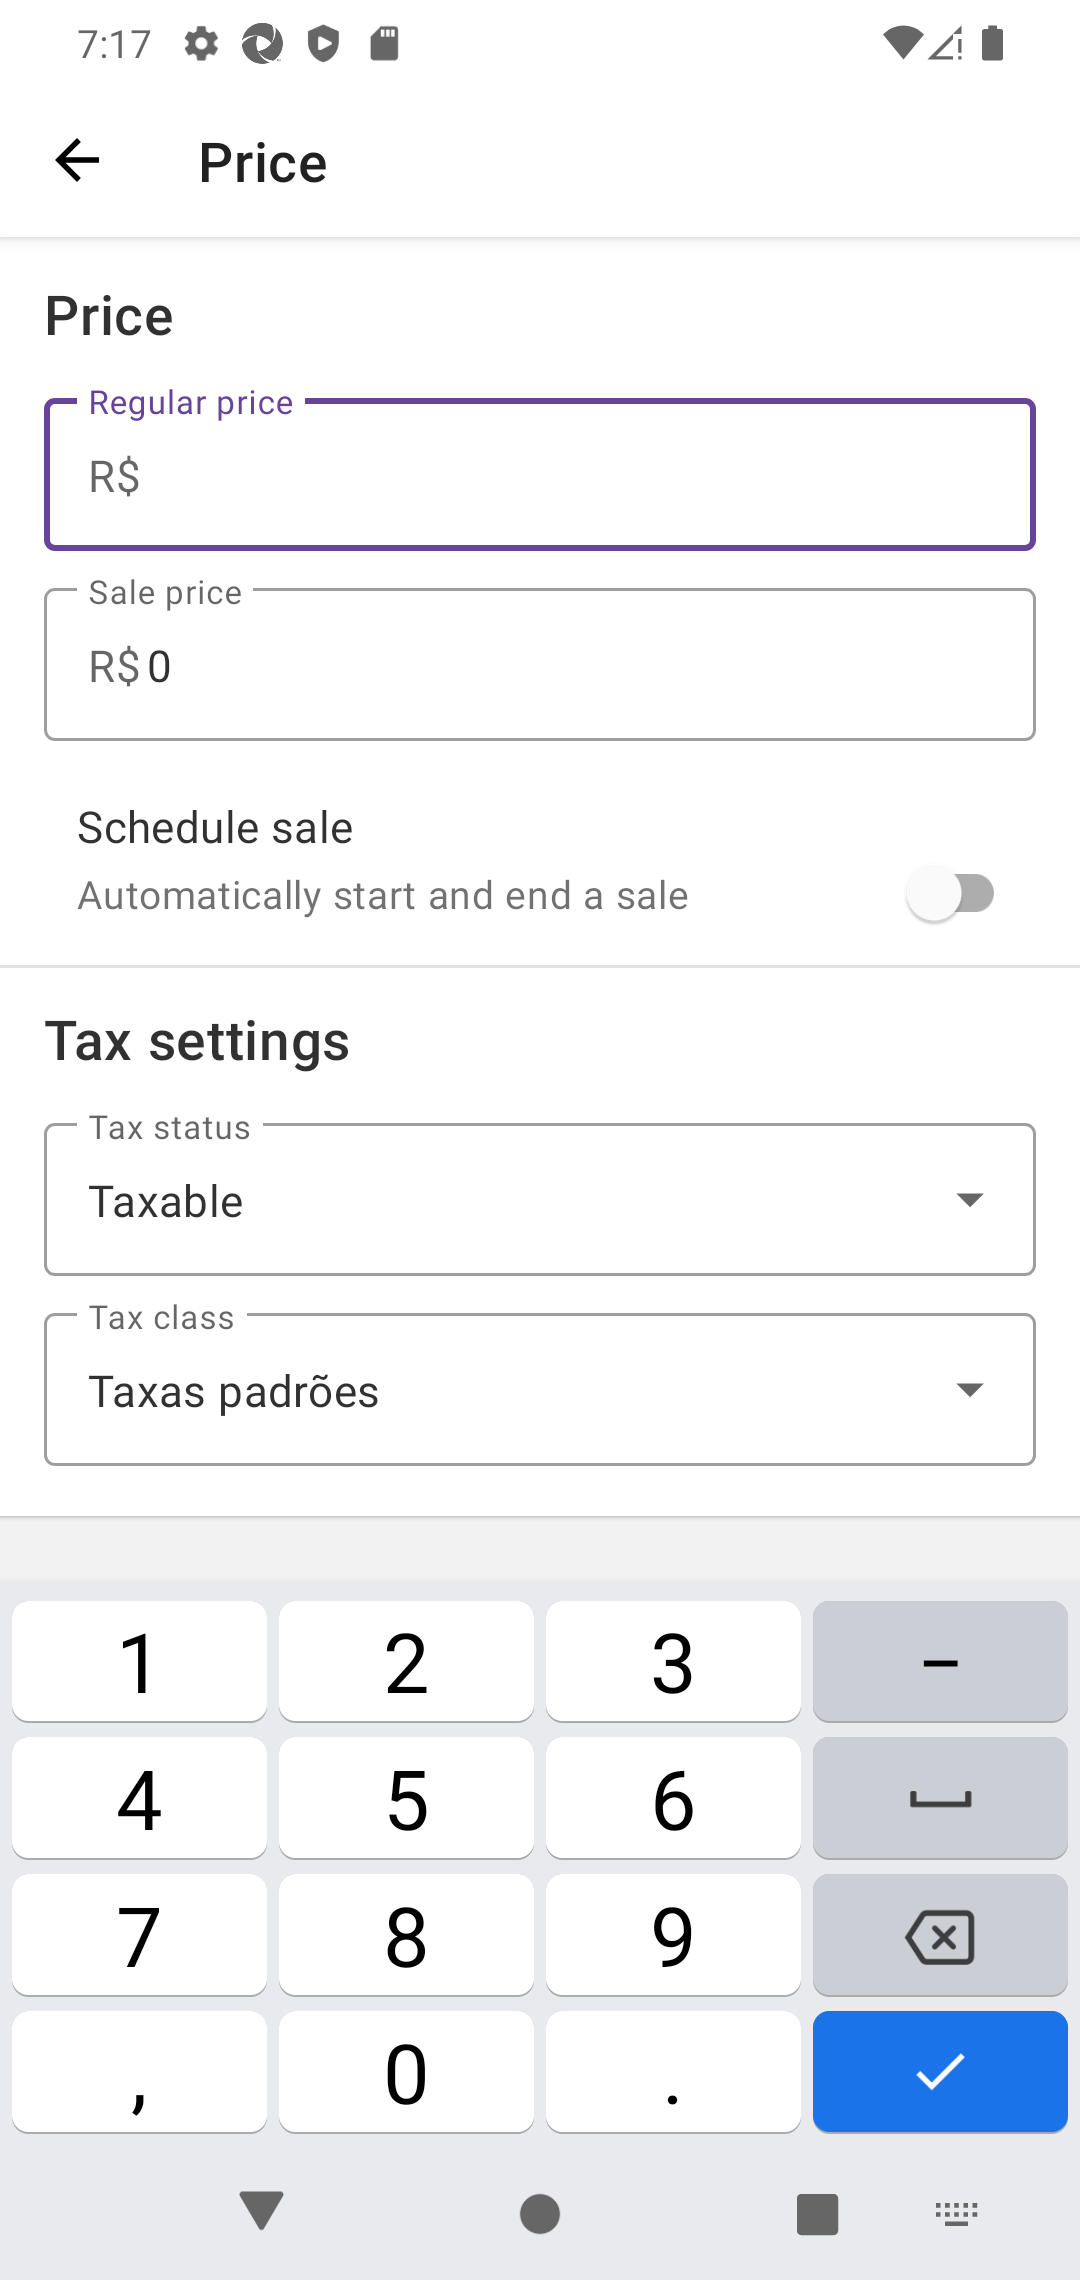 7:17
Price
Price
Regular price
R$
Sale price
R$ 0
Schedule sale
Automatically start and end a sale
Tax settings
Tax status
Taxable
Tax class
Taxas padrões
1 2 3 –
4 5 6
7 8 9
, 0 .